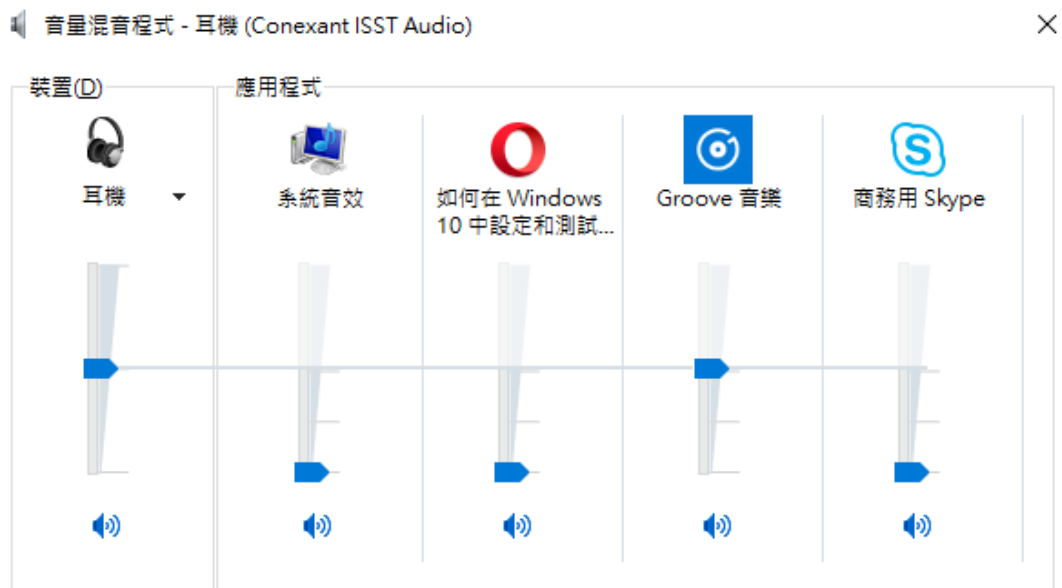 音量混音程式 - 耳機 (Conexant ISST Audio)
裝置(D)
應用程式
耳機
系統音效
如何在 Windows
10 中設定和測試...
Groove 音樂
商務用 Skype